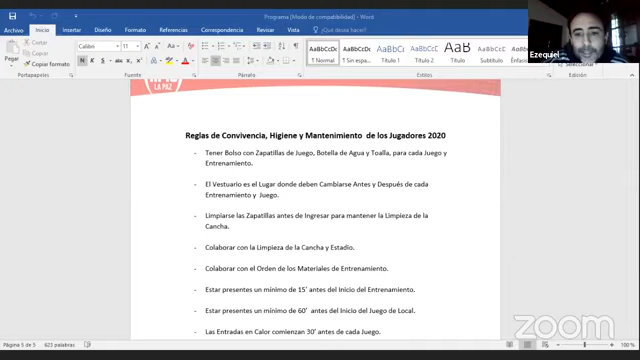 Programa [Modo de compatibilidad] - Word
Archivo Inicio Insertar Diseño Formato Referencias Correspondencia Revisar Vista ¿Qué desea hacer?
Cortar
Copiar
Copiar formato
Pegar
Calibri 11
N K S abc
AaBbCcDc AaBbCcDc AaBbCc AaBbCcD AaB AaBbCcC
¶ Normal ¶ Sin espa... Título 1 Título 2 Título Subtítulo
Seleccionar
Portapapeles Fuente Párrafo Estilos Edición
Ezequiel
LA PAZ
Reglas de Convivencia, Higiene y Mantenimiento de los Jugadores 2020
- Tener Bolso con Zapatillas de Juego, Botella de Agua y Toalla, para cada Juego y
Entrenamiento.
- El Vestuario es el Lugar donde deben Cambiarse Antes y Después de cada
Entrenamiento y Juego.
- Limpiarse las Zapatillas antes de Ingresar para mantener la Limpieza de la
Cancha.
- Colaborar con la Limpieza de la Cancha y Estadio.
- Colaborar con el Orden de los Materiales de Entrenamiento.
- Estar presentes un mínimo de 15’ antes del Inicio del Entrenamiento.
- Estar presentes un mínimo de 60’ antes del Inicio del Juego de Local.
- Las Entradas en Calor comienzan 30’ antes de cada Juego.
zoom
Página 5 de 5 623 palabras
100 %